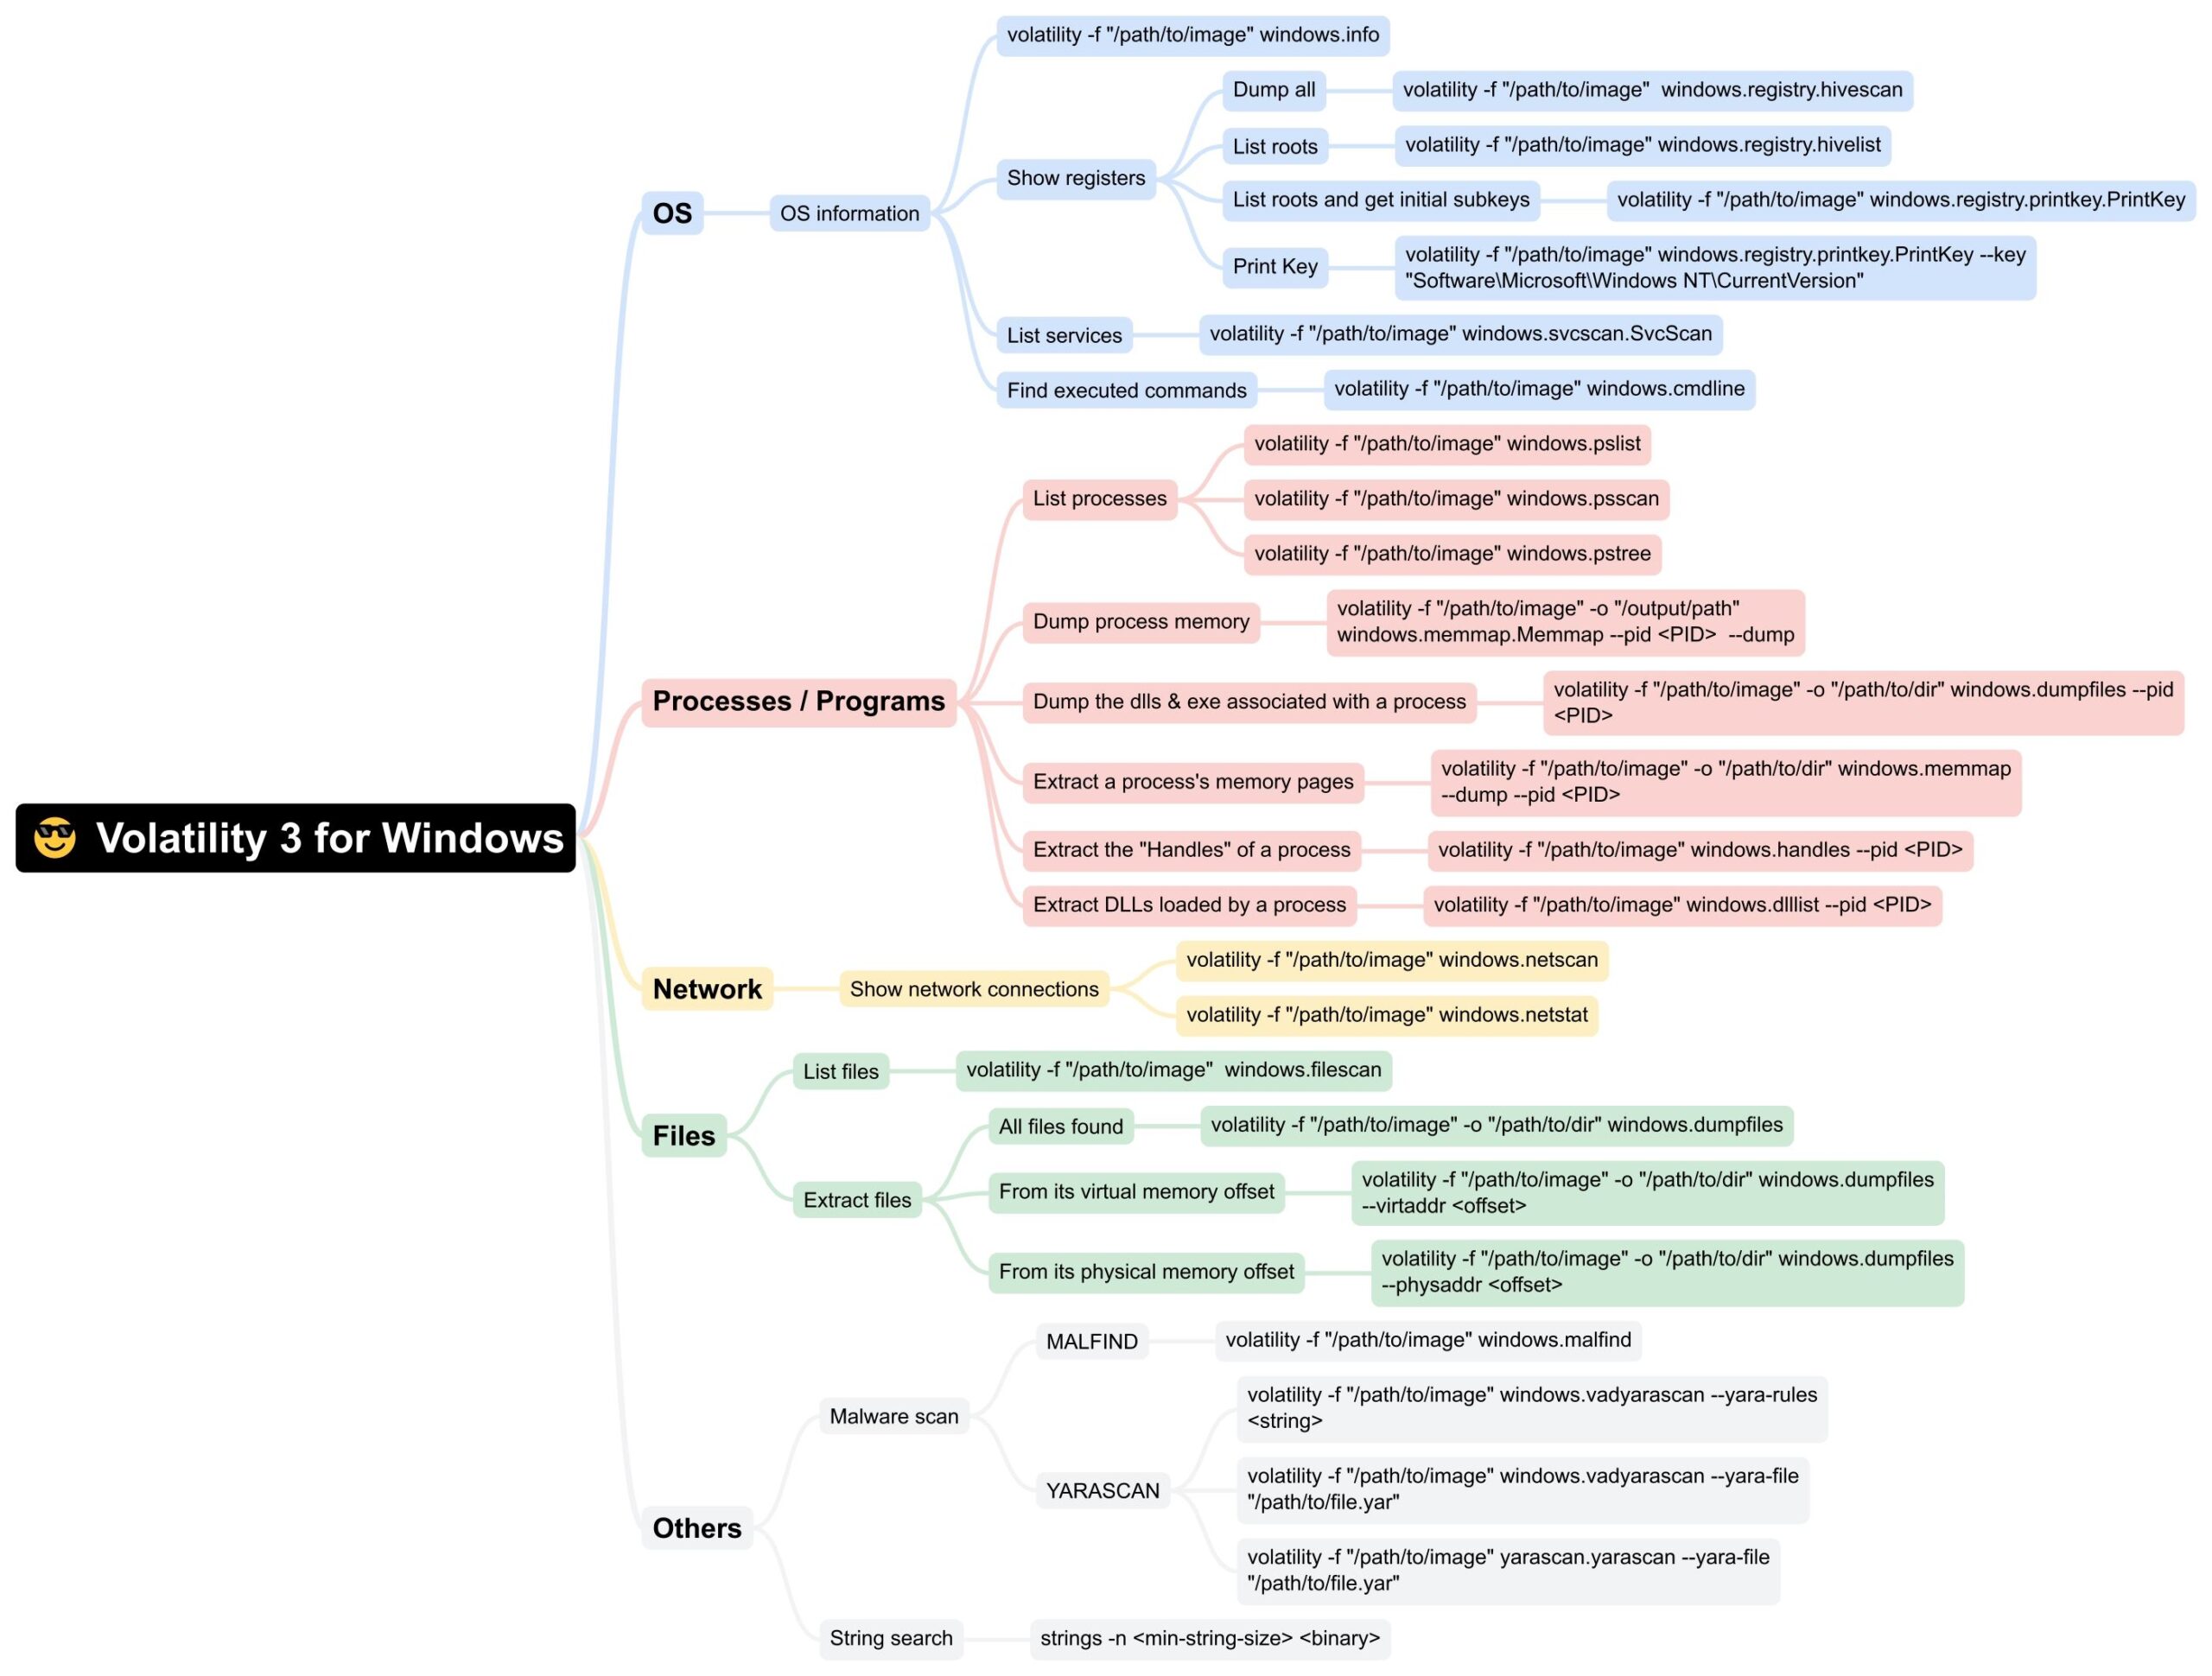 volatility -f "/path/to/image" windows.info
Dump all
volatility -f "/path/to/image"  windows.registry.hivescan
List roots
volatility -f "/path/to/image" windows.registry.hivelist
Show registers
List roots and get initial subkeys
volatility -f "/path/to/image" windows.registry.printkey.PrintKey
OS
OS information
Print Key
volatility -f "/path/to/image" windows.registry.printkey.PrintKey --key
"Software\Microsoft\Windows NT\CurrentVersion"
List services
volatility -f "/path/to/image" windows.svcscan.SvcScan
Find executed commands
volatility -f "/path/to/image" windows.cmdline
volatility -f "/path/to/image" windows.pslist
List processes
volatility -f "/path/to/image" windows.psscan
volatility -f "/path/to/image" windows.pstree
Dump process memory
volatility -f "/path/to/image" -o "/output/path"
windows.memmap.Memmap --pid <PID>  --dump
Processes / Programs
Dump the dlls & exe associated with a process
volatility -f "/path/to/image" -o "/path/to/dir" windows.dumpfiles --pid
<PID>
Extract a process's memory pages
volatility -f "/path/to/image" -o "/path/to/dir" windows.memmap
--dump --pid <PID>
😎 Volatility 3 for Windows
Extract the "Handles" of a process
volatility -f "/path/to/image" windows.handles --pid <PID>
Extract DLLs loaded by a process
volatility -f "/path/to/image" windows.dlllist --pid <PID>
volatility -f "/path/to/image" windows.netscan
Network
Show network connections
volatility -f "/path/to/image" windows.netstat
List files
volatility -f "/path/to/image"  windows.filescan
Files
All files found
volatility -f "/path/to/image" -o "/path/to/dir" windows.dumpfiles
Extract files
From its virtual memory offset
volatility -f "/path/to/image" -o "/path/to/dir" windows.dumpfiles
--virtaddr <offset>
From its physical memory offset
volatility -f "/path/to/image" -o "/path/to/dir" windows.dumpfiles
--physaddr <offset>
MALFIND
volatility -f "/path/to/image" windows.malfind
Malware scan
volatility -f "/path/to/image" windows.vadyarascan --yara-rules
<string>
YARASCAN
volatility -f "/path/to/image" windows.vadyarascan --yara-file
"/path/to/file.yar"
Others
volatility -f "/path/to/image" yarascan.yarascan --yara-file
"/path/to/file.yar"
String search
strings -n <min-string-size> <binary>